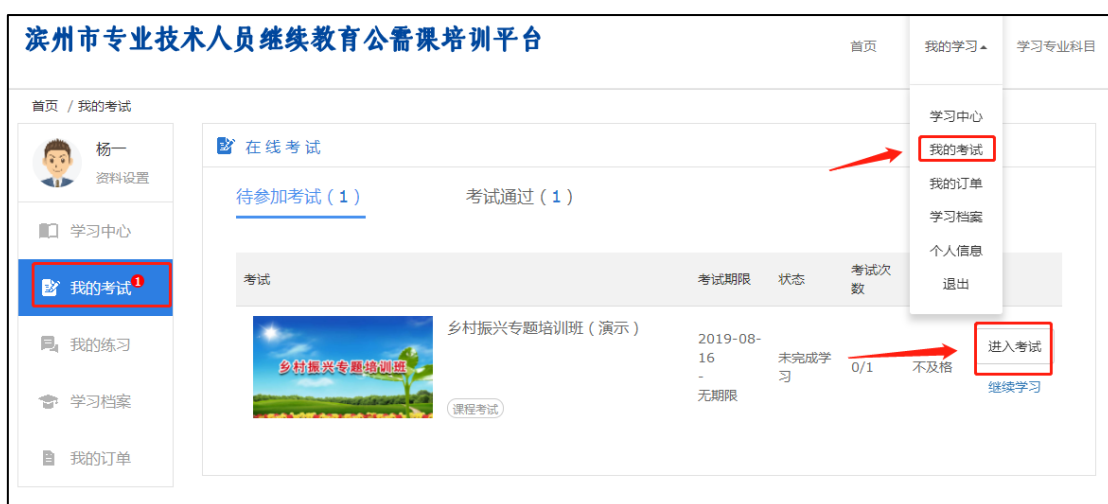 滨州市专业技术人员继续教育公需课培训平台
首页 我的学习 学习专业科目
首页 / 我的考试
学习中心
我的考试
我的订单
学习档案
个人信息
退出
杨一
资料设置
学习中心
我的考试 1
我的练习
学习档案
我的订单
在线考试
待参加考试（1） 考试通过（1）
考试 考试期限 状态 考试次
数
乡村振兴专题培训班
乡村振兴专题培训班（演示）
课程考试
2019-08-
16
-
无期限
未完成学
习
0/1
不及格
进入考试
继续学习